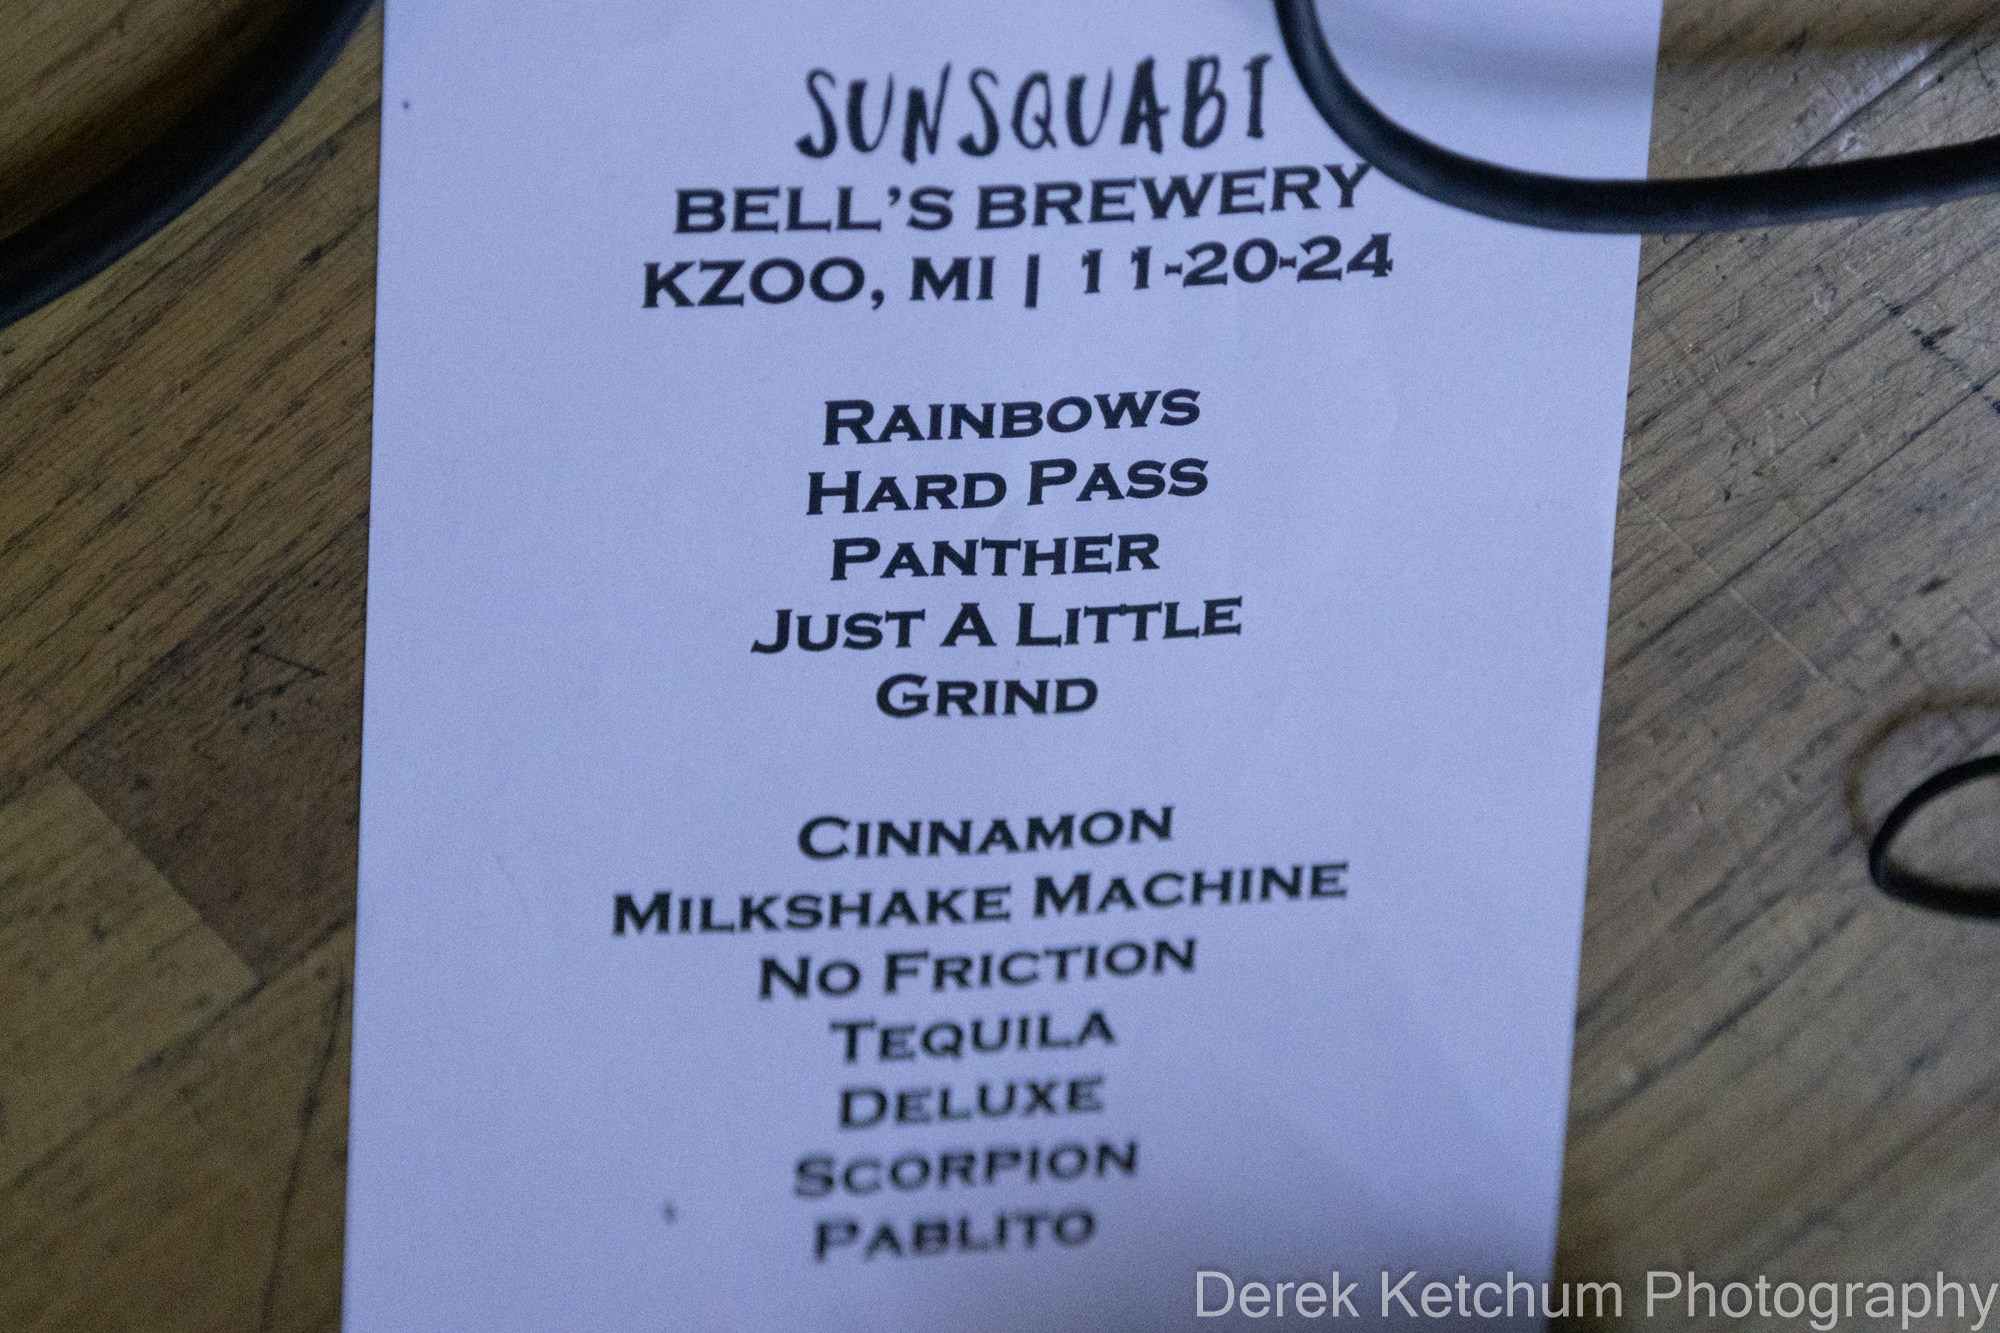 SUNSQUABI
BELL'S BREWERY
KZOO, MI | 11-20-24
RAINBOWS
HARD PASS
PANTHER
JUST A LITTLE
GRIND
CINNAMON
MILKSHAKE MACHINE
NO FRICTION
TEQUILA
DELUXE
SCORPION
PABLITO
Derek Ketchum Photography